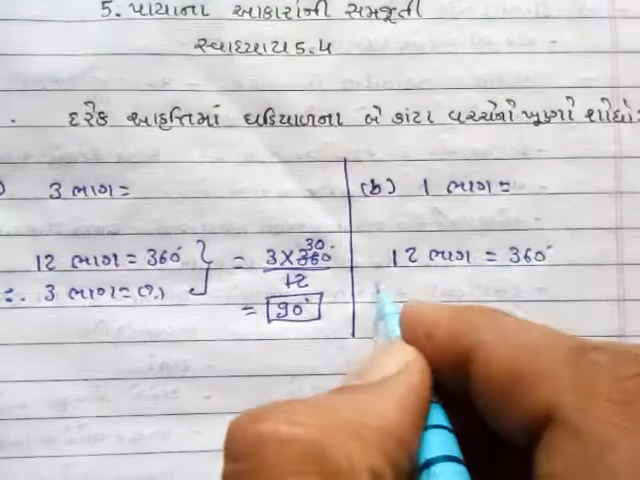 5. પાયાના આકારોની સમજૂતી
સ્વાધ્યાય 5.4
. દરેક આકૃતિમાં ઘડિયાળના બે કાંટા વચ્ચેનો ખૂણો શોધો:
) 3 ભાગ =
12 ભાગ = 360°
∴ 3 ભાગ = (?)
= 3 × 360° 30
12
= 90°
(b) 1 ભાગ =
12 ભાગ = 360°